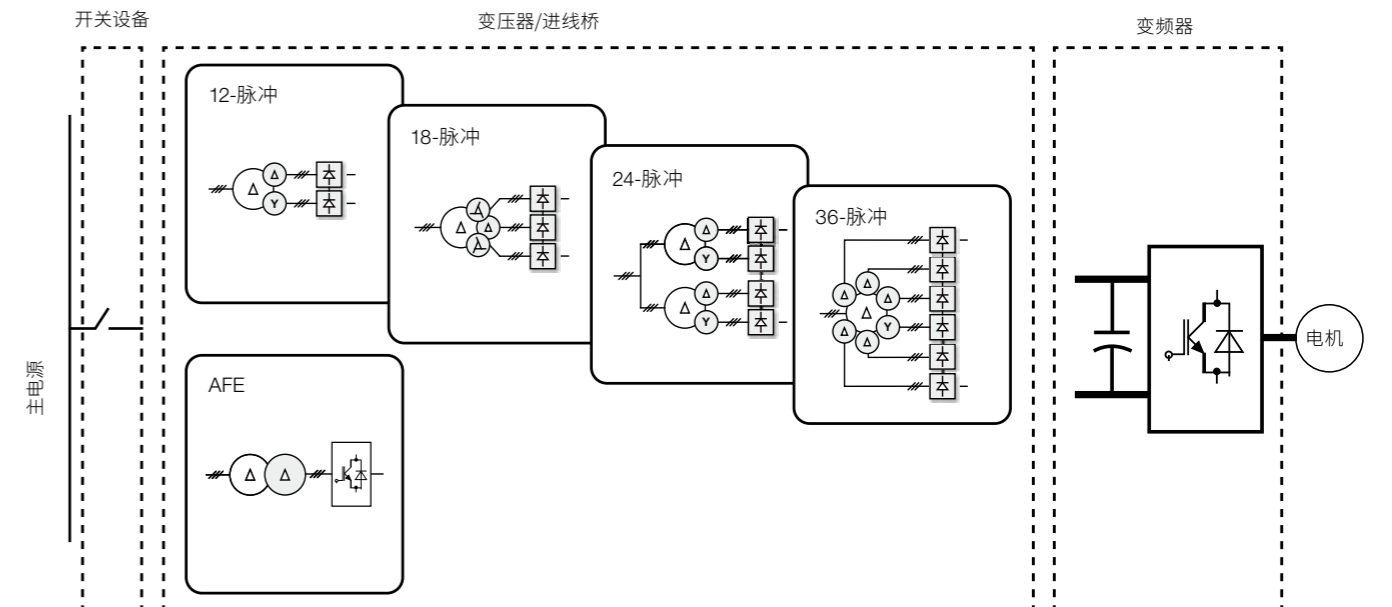 开关设备
变压器/进线桥
变频器
12-脉冲
Δ
Δ
Y
18-脉冲
Δ
Δ
24-脉冲
Δ
Δ
Y
Δ
Δ
Y
36-脉冲
Δ
Δ
Δ
Δ
Y
Δ
Δ
主电源
AFE
Δ
Δ
电机